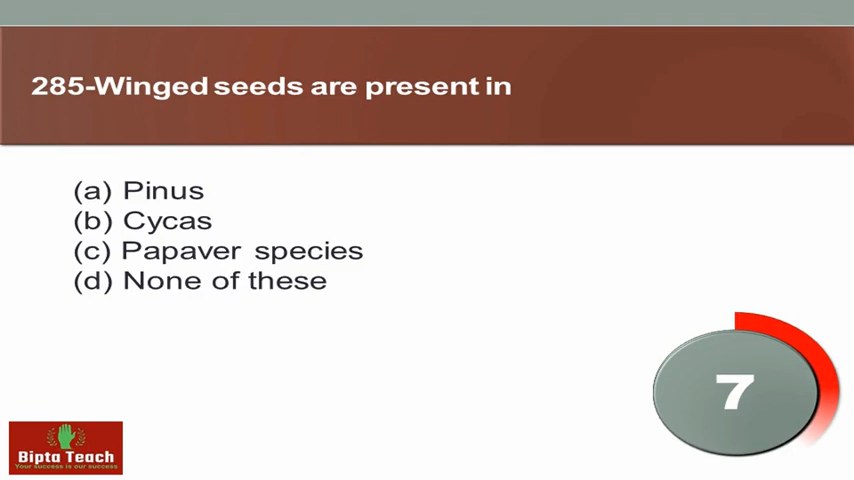 285-Winged seeds are present in
(a) Pinus
(b) Cycas
(c) Papaver species
(d) None of these
7
Bipta Teach
Your success is our success